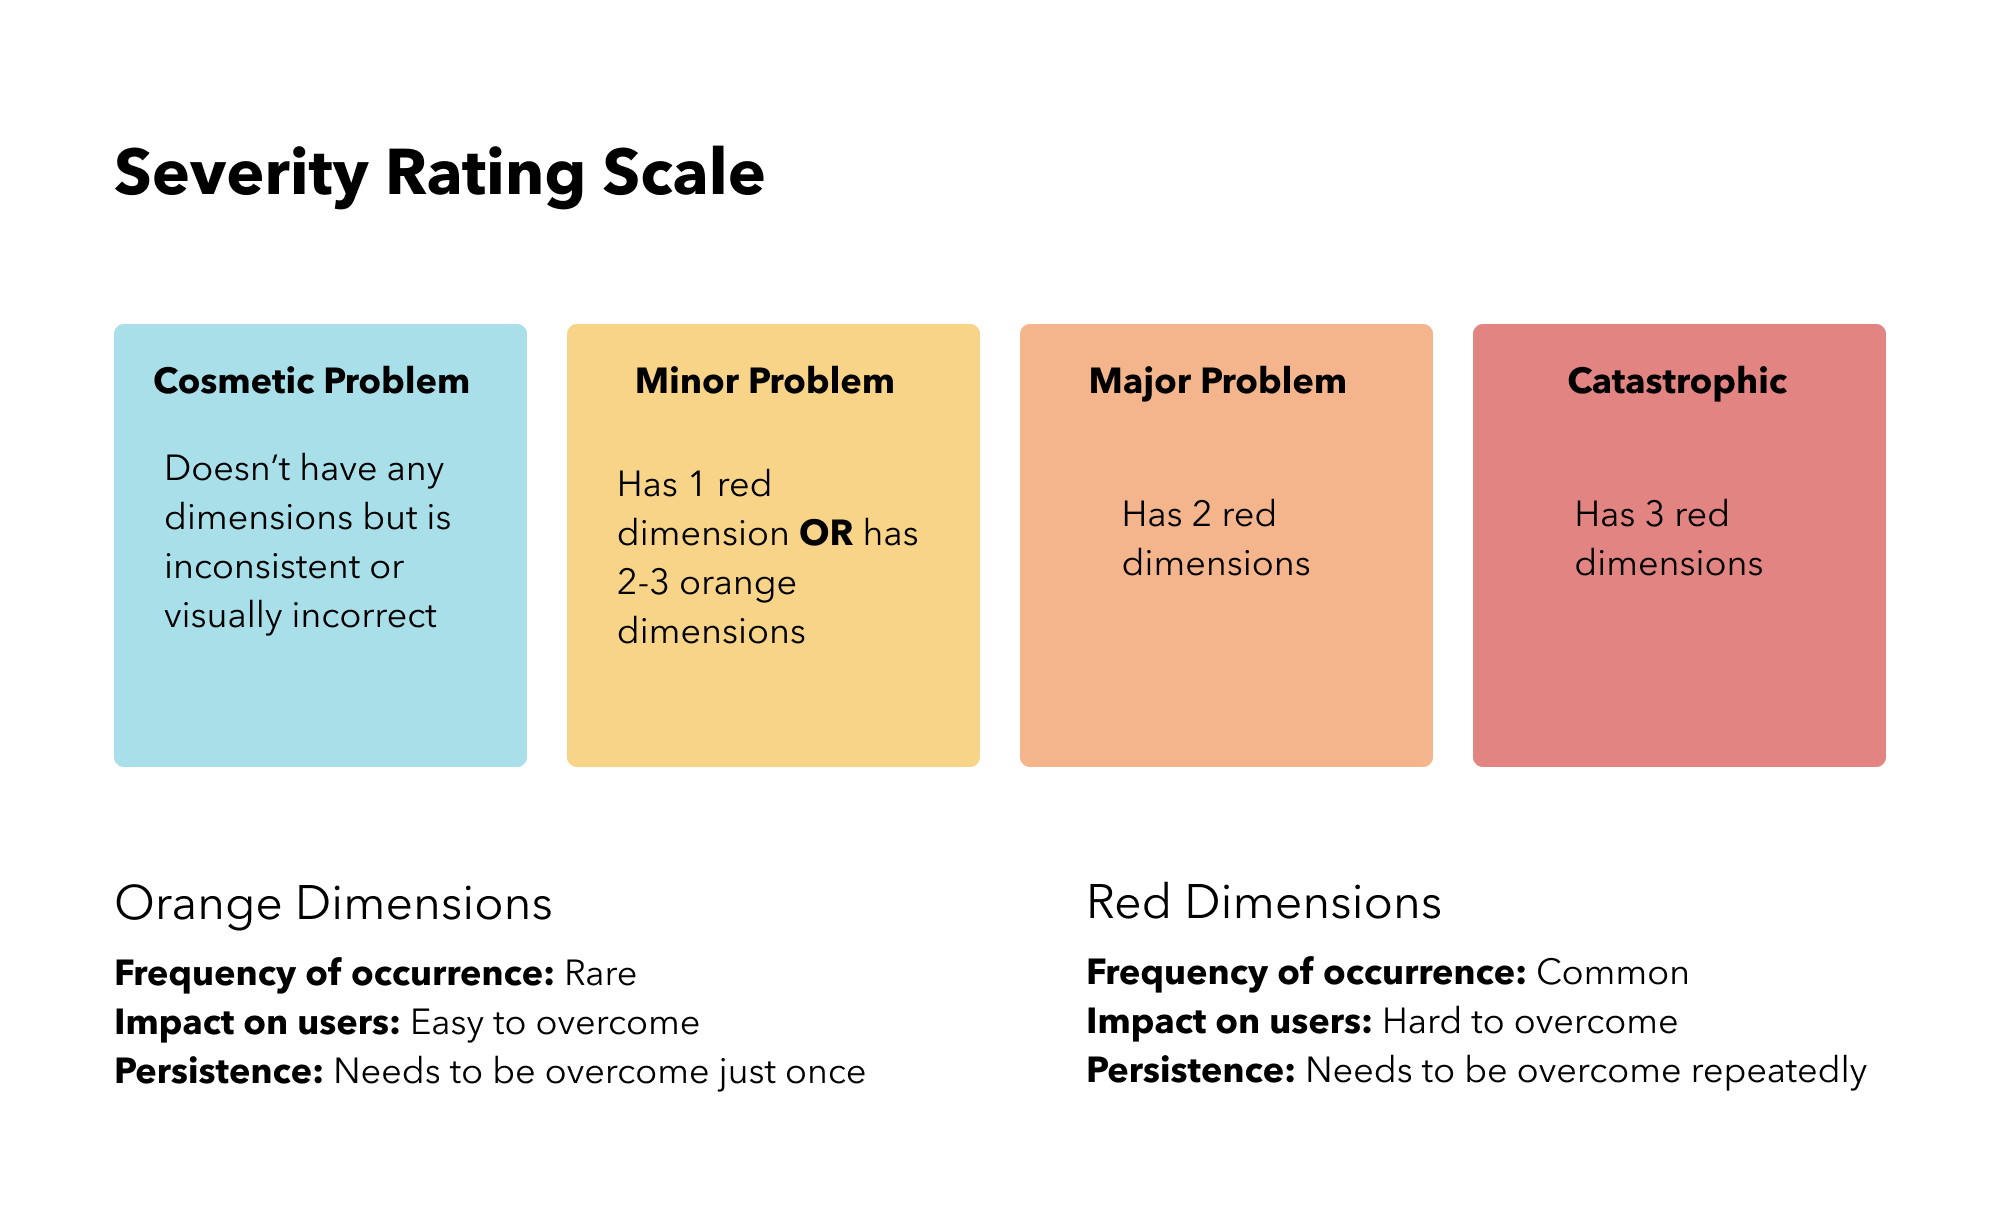 Severity Rating Scale
Cosmetic Problem
Doesn’t have any
dimensions but is
inconsistent or
visually incorrect
Minor Problem
Has 1 red
dimension OR has
2-3 orange
dimensions
Major Problem
Has 2 red
dimensions
Catastrophic
Has 3 red
dimensions
Orange Dimensions
Frequency of occurrence: Rare
Impact on users: Easy to overcome
Persistence: Needs to be overcome just once
Red Dimensions
Frequency of occurrence: Common
Impact on users: Hard to overcome
Persistence: Needs to be overcome repeatedly